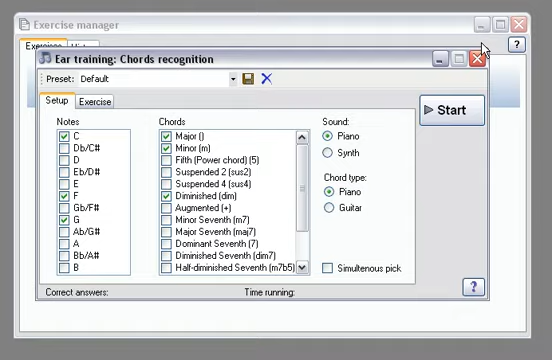 Exercise manager
Ear training: Chords recognition
Preset: Default
Setup Exercise
Start
Notes
C
Db/C#
D
Eb/D#
E
F
Gb/F#
G
Ab/G#
A
Bb/A#
B
Chords
Major ()
Minor (m)
Fifth (Power chord) (5)
Suspended 2 (sus2)
Suspended 4 (sus4)
Diminished (dim)
Augmented (+)
Minor Seventh (m7)
Major Seventh (maj7)
Dominant Seventh (7)
Diminished Seventh (dim7)
Half-diminished Seventh (m7b5)
Sound:
Piano
Synth
Chord type:
Piano
Guitar
Simultenous pick
?
?
Correct answers: Time running: